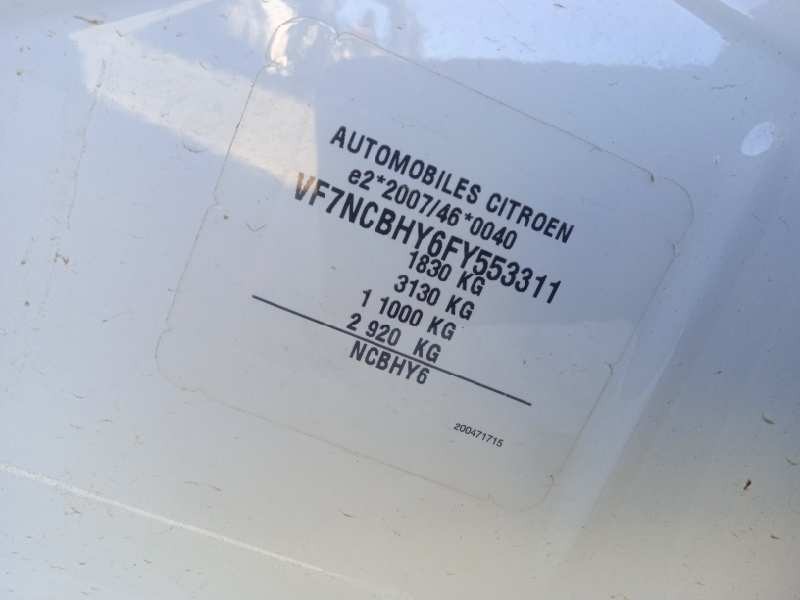 AUTOMOBILES CITROEN
e2*2007/46*0040
VF7NCBHY6FY553311
1830 KG
3130 KG
1 1000 KG
2 920 KG
NCBHY6
200471715